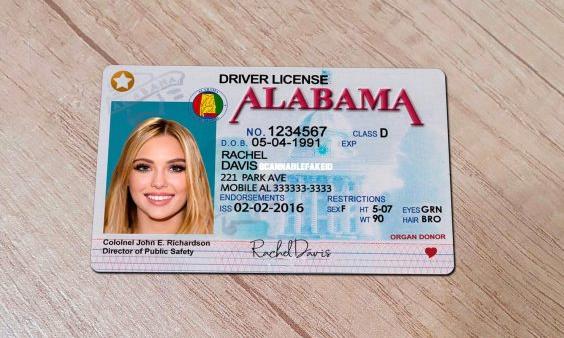 DRIVER LICENSE
ALABAMA
NO. 1234567 CLASS D
D.O.B. 05-04-1991 EXP
RACHEL
DAVIS SCANNABLEFAKEID
221 PARK AVE
MOBILE AL 333333-3333
ENDORSEMENTS RESTRICTIONS
ISS 02-02-2016 SEX F HT 5-07 EYES GRN
WT 90 HAIR BRO
ORGAN DONOR
Coloinel John E. Richardson
Director of Public Safety
Rachel Davis